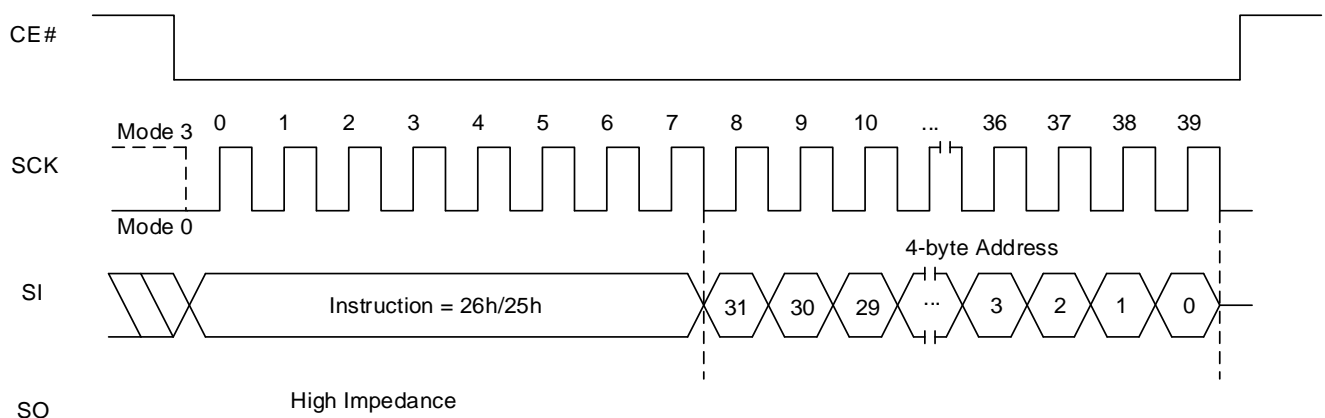 CE#
0 1 2 3 4 5 6 7 8 9 10 ... 36 37 38 39
Mode 3
SCK
Mode 0
4-byte Address
SI
Instruction = 26h/25h 31 30 29 ... 3 2 1 0
High Impedance
SO